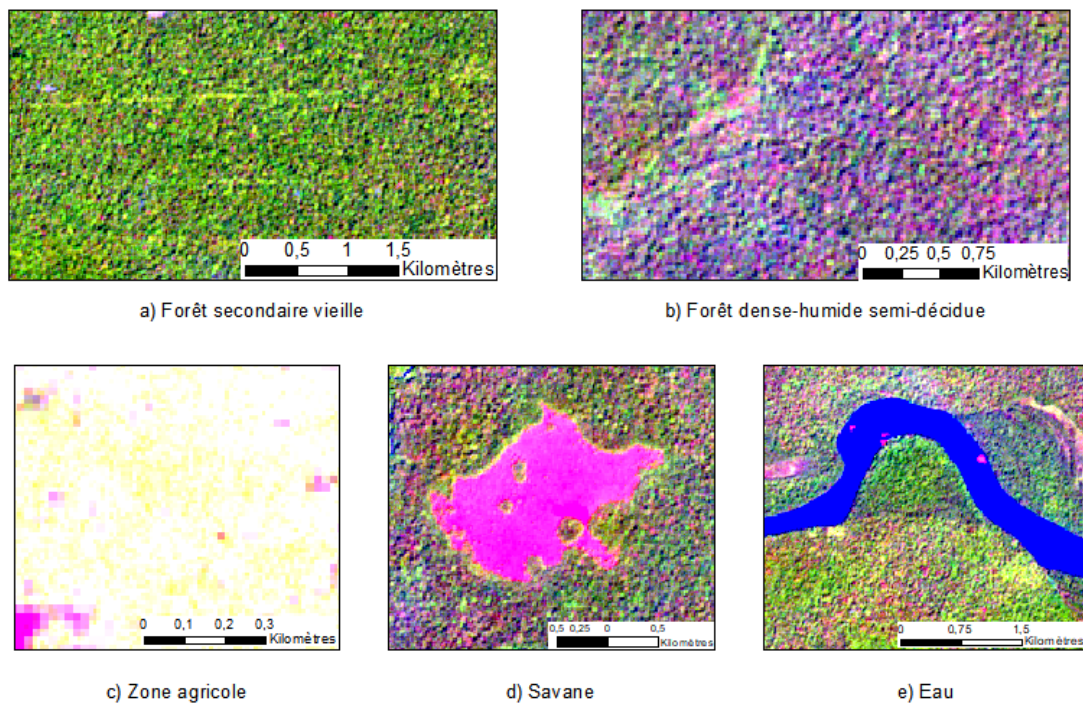 0 0,5 1 1,5
Kilomètres
0 0,25 0,5 0,75
Kilomètres
a) Forêt secondaire vieille
b) Forêt dense-humide semi-décidue
0 0,1 0,2 0,3
Kilomètres
0,5 0,25 0 0,5
Kilomètres
0 0,75 1,5
Kilomètres
c) Zone agricole
d) Savane
e) Eau